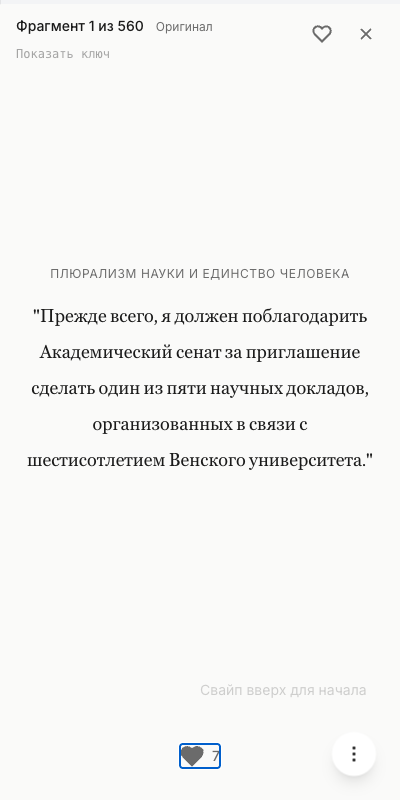 Фрагмент 1 из 560 Оригинал
Показать ключ
ПЛЮРАЛИЗМ НАУКИ И ЕДИНСТВО ЧЕЛОВЕКА
"Прежде всего, я должен поблагодарить
Академический сенат за приглашение
сделать один из пяти научных докладов,
организованных в связи с
шестисотлетием Венского университета."
Свайп вверх для начала
7